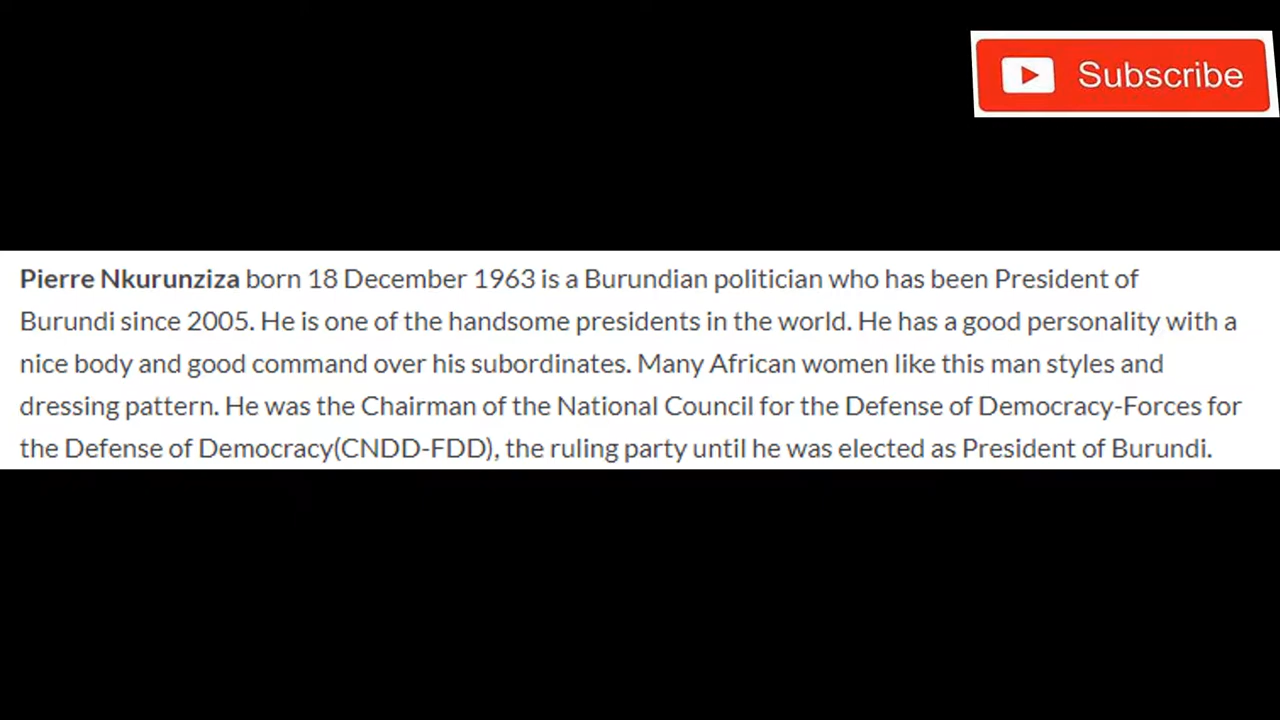 Subscribe
Pierre Nkurunziza born 18 December 1963 is a Burundian politician who has been President of
Burundi since 2005. He is one of the handsome presidents in the world. He has a good personality with a
nice body and good command over his subordinates. Many African women like this man styles and
dressing pattern. He was the Chairman of the National Council for the Defense of Democracy-Forces for
the Defense of Democracy(CNDD-FDD), the ruling party until he was elected as President of Burundi.